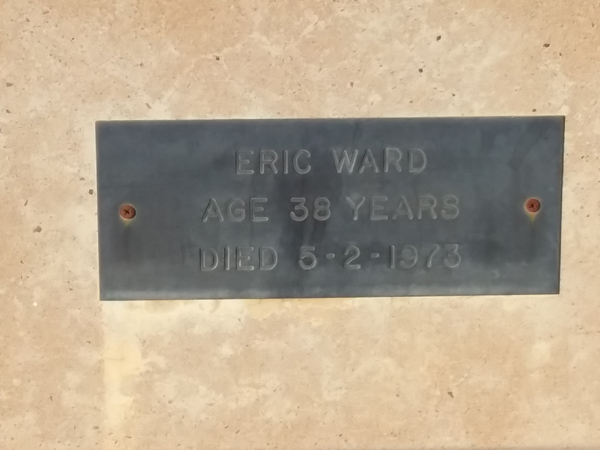 ERIC WARD
AGE 38 YEARS
DIED 5-2-1973